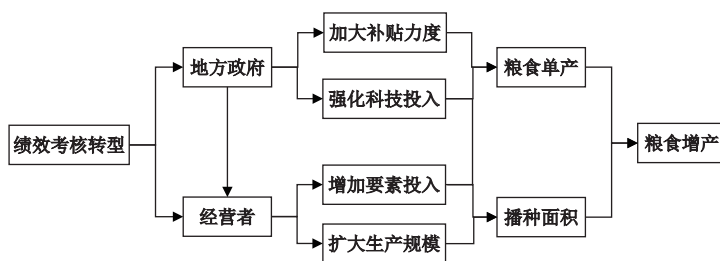 加大补贴力度
地方政府
粮食单产
强化科技投入
绩效考核转型
粮食增产
增加要素投入
经营者
播种面积
扩大生产规模